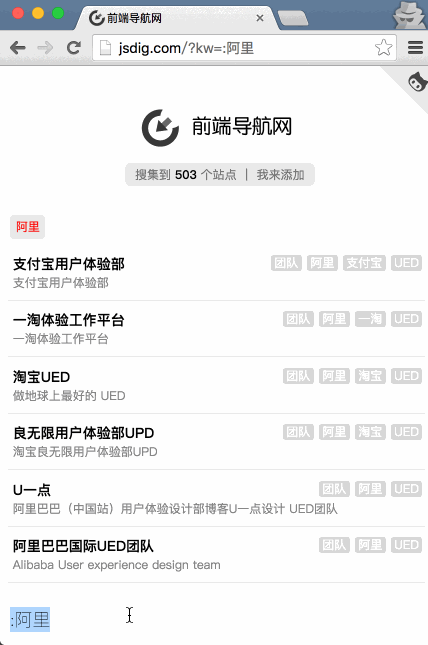 前端导航网
jsdig.com/?kw=:阿里
前端导航网
搜集到 503 个站点 | 我来添加
阿里
支付宝用户体验部 团队 阿里 支付宝 UED
支付宝用户体验部
一淘体验工作平台 团队 阿里 一淘 UED
一淘体验工作平台
淘宝UED 团队 阿里 淘宝 UED
做地球上最好的 UED
良无限用户体验部UPD 团队 阿里 淘宝 UED
淘宝良无限用户体验部UPD
U一点 团队 阿里 UED
阿里巴巴（中国站）用户体验设计部博客U一点设计 UED团队
阿里巴巴国际UED团队 团队 阿里 UED
Alibaba User experience design team
:阿里